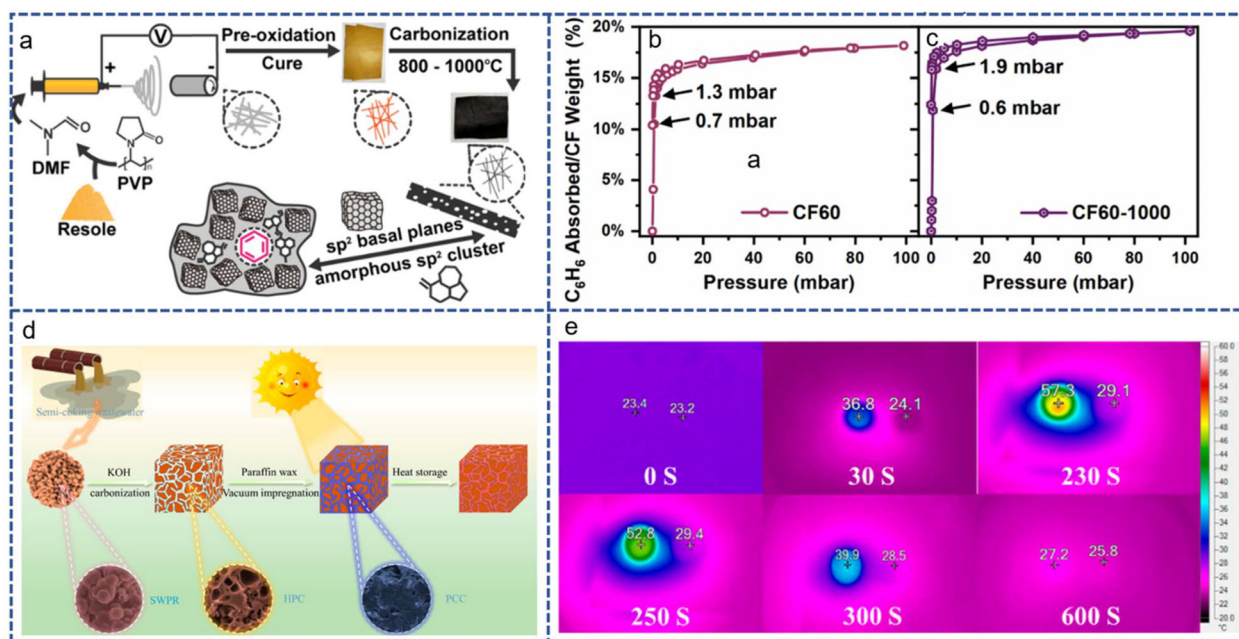 a
V
+
-
Pre-oxidation
Cure
Carbonization
800 - 1000°C
DMF
PVP
n
Resole
sp² basal planes
amorphous sp² cluster
C₆H₆ Absorbed/CF Weight (%)
20%
15%
10%
5%
0%
b
1.3 mbar
0.7 mbar
a
CF60
0 20 40 60 80 100
Pressure (mbar)
c
1.9 mbar
0.6 mbar
CF60-1000
0 20 40 60 80 100
Pressure (mbar)
d
Semi-coking wastewater
KOH
carbonization
Paraffin wax
Vacuum impregnation
Heat storage
SWPR
HPC
PCC
e
23.4 23.2
0 S
36.8 24.1
30 S
57.3 29.1
230 S
52.8 29.4
250 S
39.9 28.5
300 S
27.2 25.8
600 S
60.0
58
56
54
52
50
48
46
44
42
40
38
36
34
32
30
28
26
24
22
20.0
°C